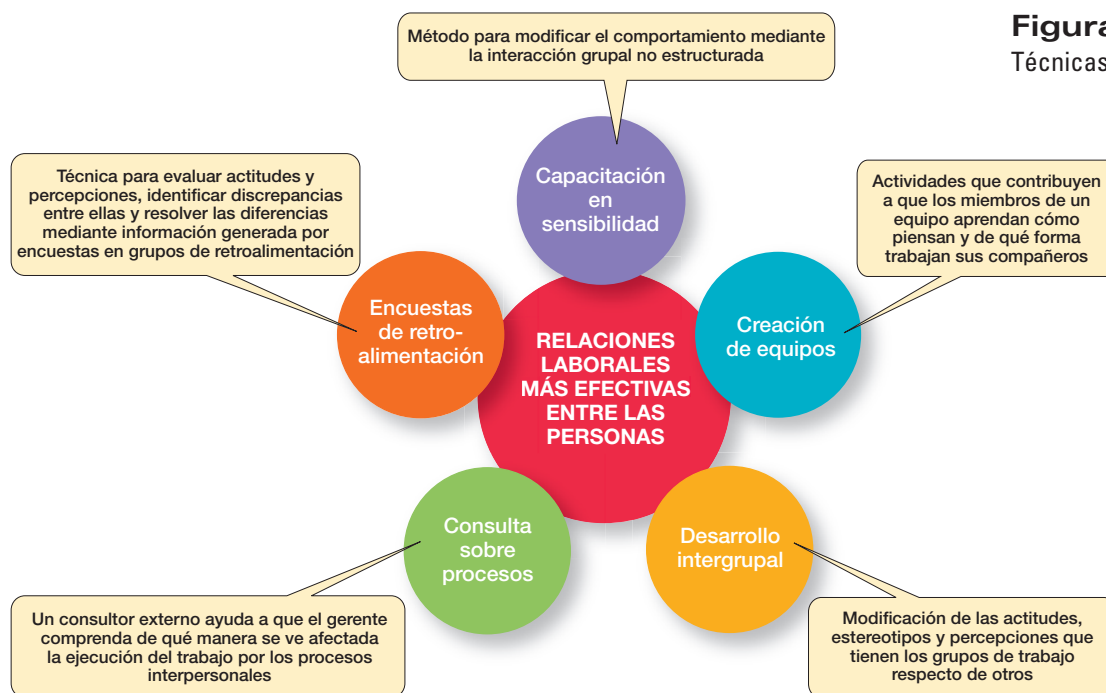 Figura
Técnicas
Método para modificar el comportamiento mediante
la interacción grupal no estructurada
Capacitación
en
sensibilidad
Técnica para evaluar actitudes y
percepciones, identificar discrepancias
entre ellas y resolver las diferencias
mediante información generada por
encuestas en grupos de retroalimentación
Actividades que contribuyen
a que los miembros de un
equipo aprendan cómo
piensan y de qué forma
trabajan sus compañeros
Encuestas
de retro-
alimentación
RELACIONES
LABORALES
MÁS EFECTIVAS
ENTRE LAS
PERSONAS
Creación
de equipos
Consulta
sobre
procesos
Desarrollo
intergrupal
Un consultor externo ayuda a que el gerente
comprenda de qué manera se ve afectada
la ejecución del trabajo por los procesos
interpersonales
Modificación de las actitudes,
estereotipos y percepciones que
tienen los grupos de trabajo
respecto de otros